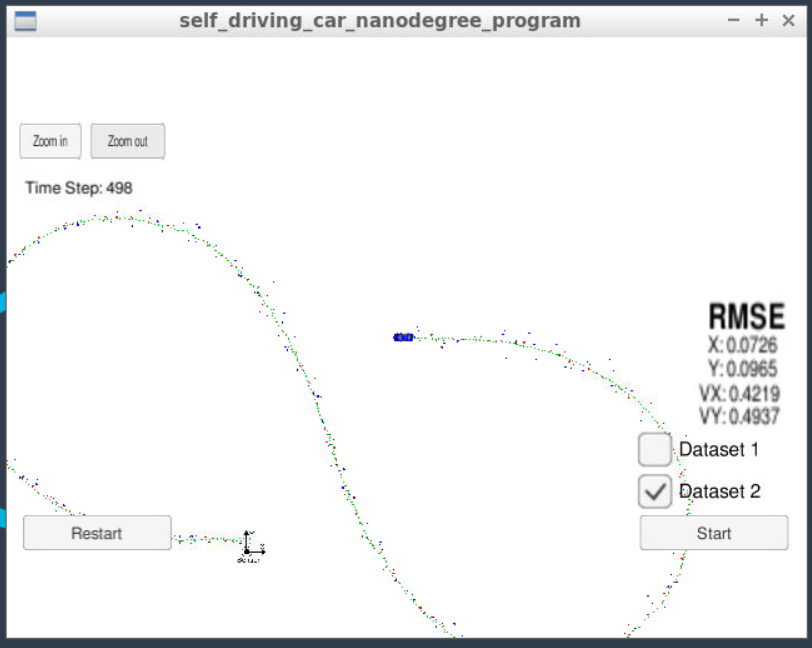 self_driving_car_nanodegree_program
Zoom in
Zoom out
Time Step: 498
RMSE
X: 0.0726
Y: 0.0965
VX: 0.4219
VY: 0.4937
Dataset 1
Dataset 2
Restart
Start